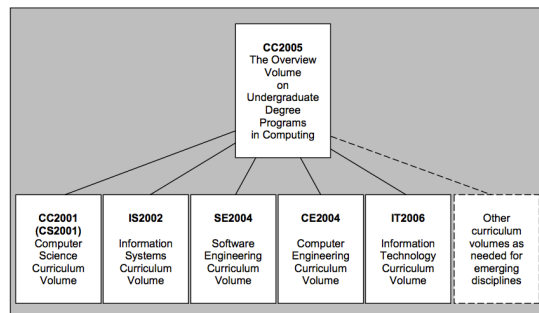 CC2005
The Overview
Volume
on
Undergraduate
Degree
Programs
in Computing
CC2001
(CS2001)
Computer
Science
Curriculum
Volume
IS2002
Information
Systems
Curriculum
Volume
SE2004
Software
Engineering
Curriculum
Volume
CE2004
Computer
Engineering
Curriculum
Volume
IT2006
Information
Technology
Curriculum
Volume
Other
curriculum
volumes as
needed for
emerging
disciplines